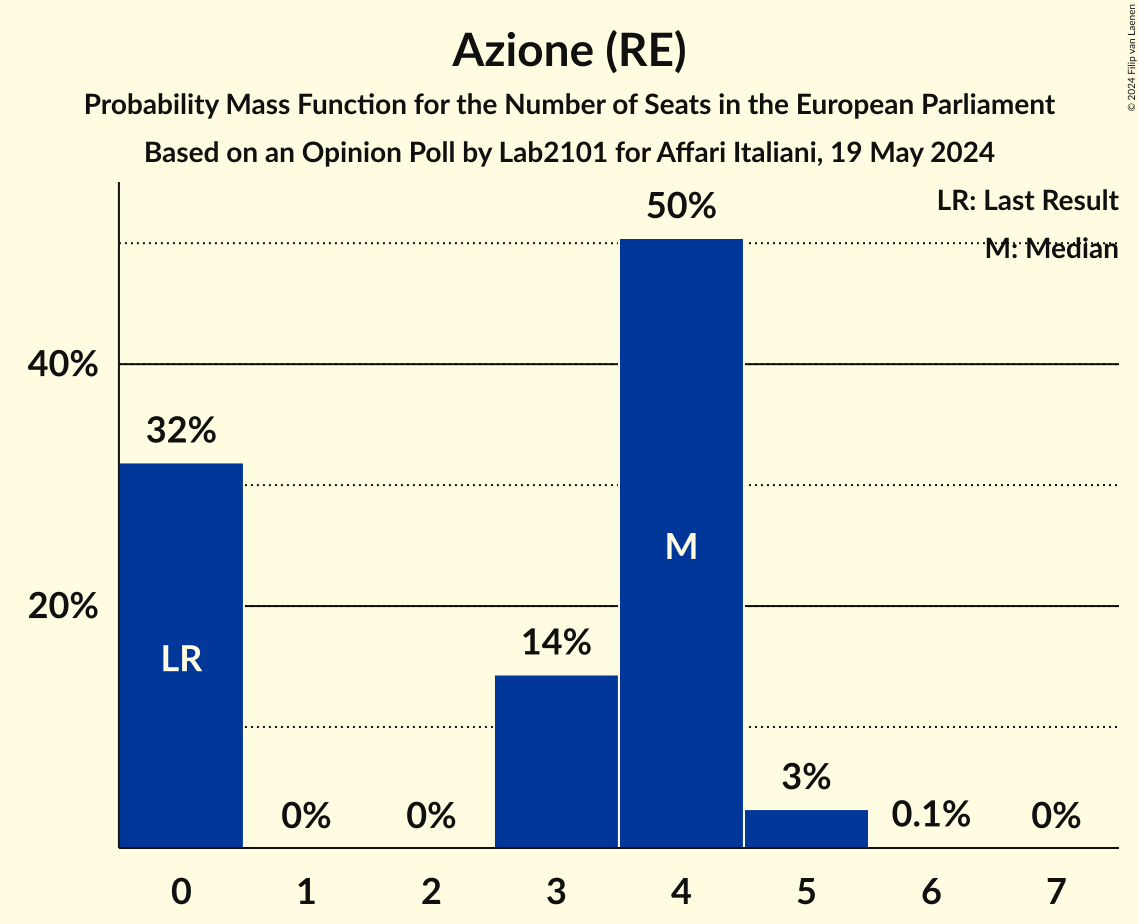 Azione (RE)
Probability Mass Function for the Number of Seats in the European Parliament
Based on an Opinion Poll by Lab2101 for Affari Italiani, 19 May 2024
© 2024 Filip van Laenen
LR: Last Result
M: Median
50%
40%
32%
M
20%
14%
LR
3%
0%
0%
0.1%
0%
0
1
2
3
4
5
6
7